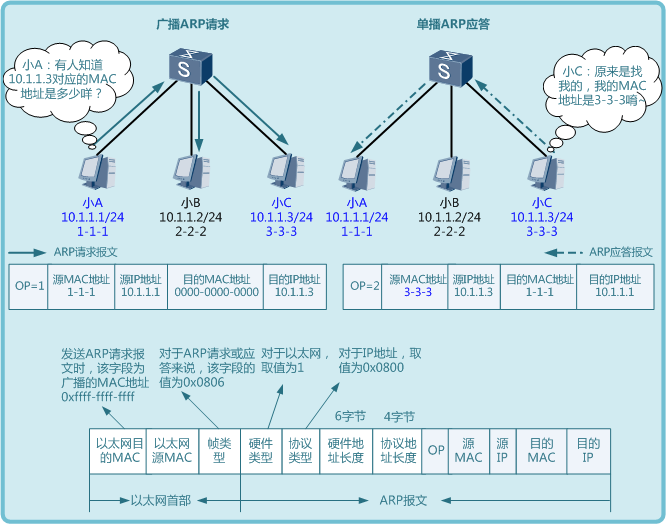 广播ARP请求
单播ARP应答
小A：有人知道
10.1.1.3对应的MAC
地址是多少咩？
S
S
小C：原来是找
我的，我的MAC
地址是3-3-3唷~
小A
10.1.1.1/24
1-1-1
小B
10.1.1.2/24
2-2-2
小C
10.1.1.3/24
3-3-3
小A
10.1.1.1/24
1-1-1
小B
10.1.1.2/24
2-2-2
小C
10.1.1.3/24
3-3-3
ARP请求报文
ARP应答报文
OP=1
源MAC地址
1-1-1
源IP地址
10.1.1.1
目的MAC地址
0000-0000-0000
目的IP地址
10.1.1.3
OP=2
源MAC地址
3-3-3
源IP地址
10.1.1.3
目的MAC地址
1-1-1
目的IP地址
10.1.1.1
发送ARP请求报
文时，该字段为
广播的MAC地址
0xffff-ffff-ffff
对于ARP请求或应
答来说，该字段的
值为0x0806
对于以太网，
取值为1
对于IP地址，取
值为0x0800
6字节
4字节
以太网目
的MAC
以太网
源MAC
帧类
型
硬件
类型
协议
类型
硬件地
址长度
协议地
址长度
OP
源
MAC
源
IP
目的
MAC
目的
IP
以太网首部
ARP报文